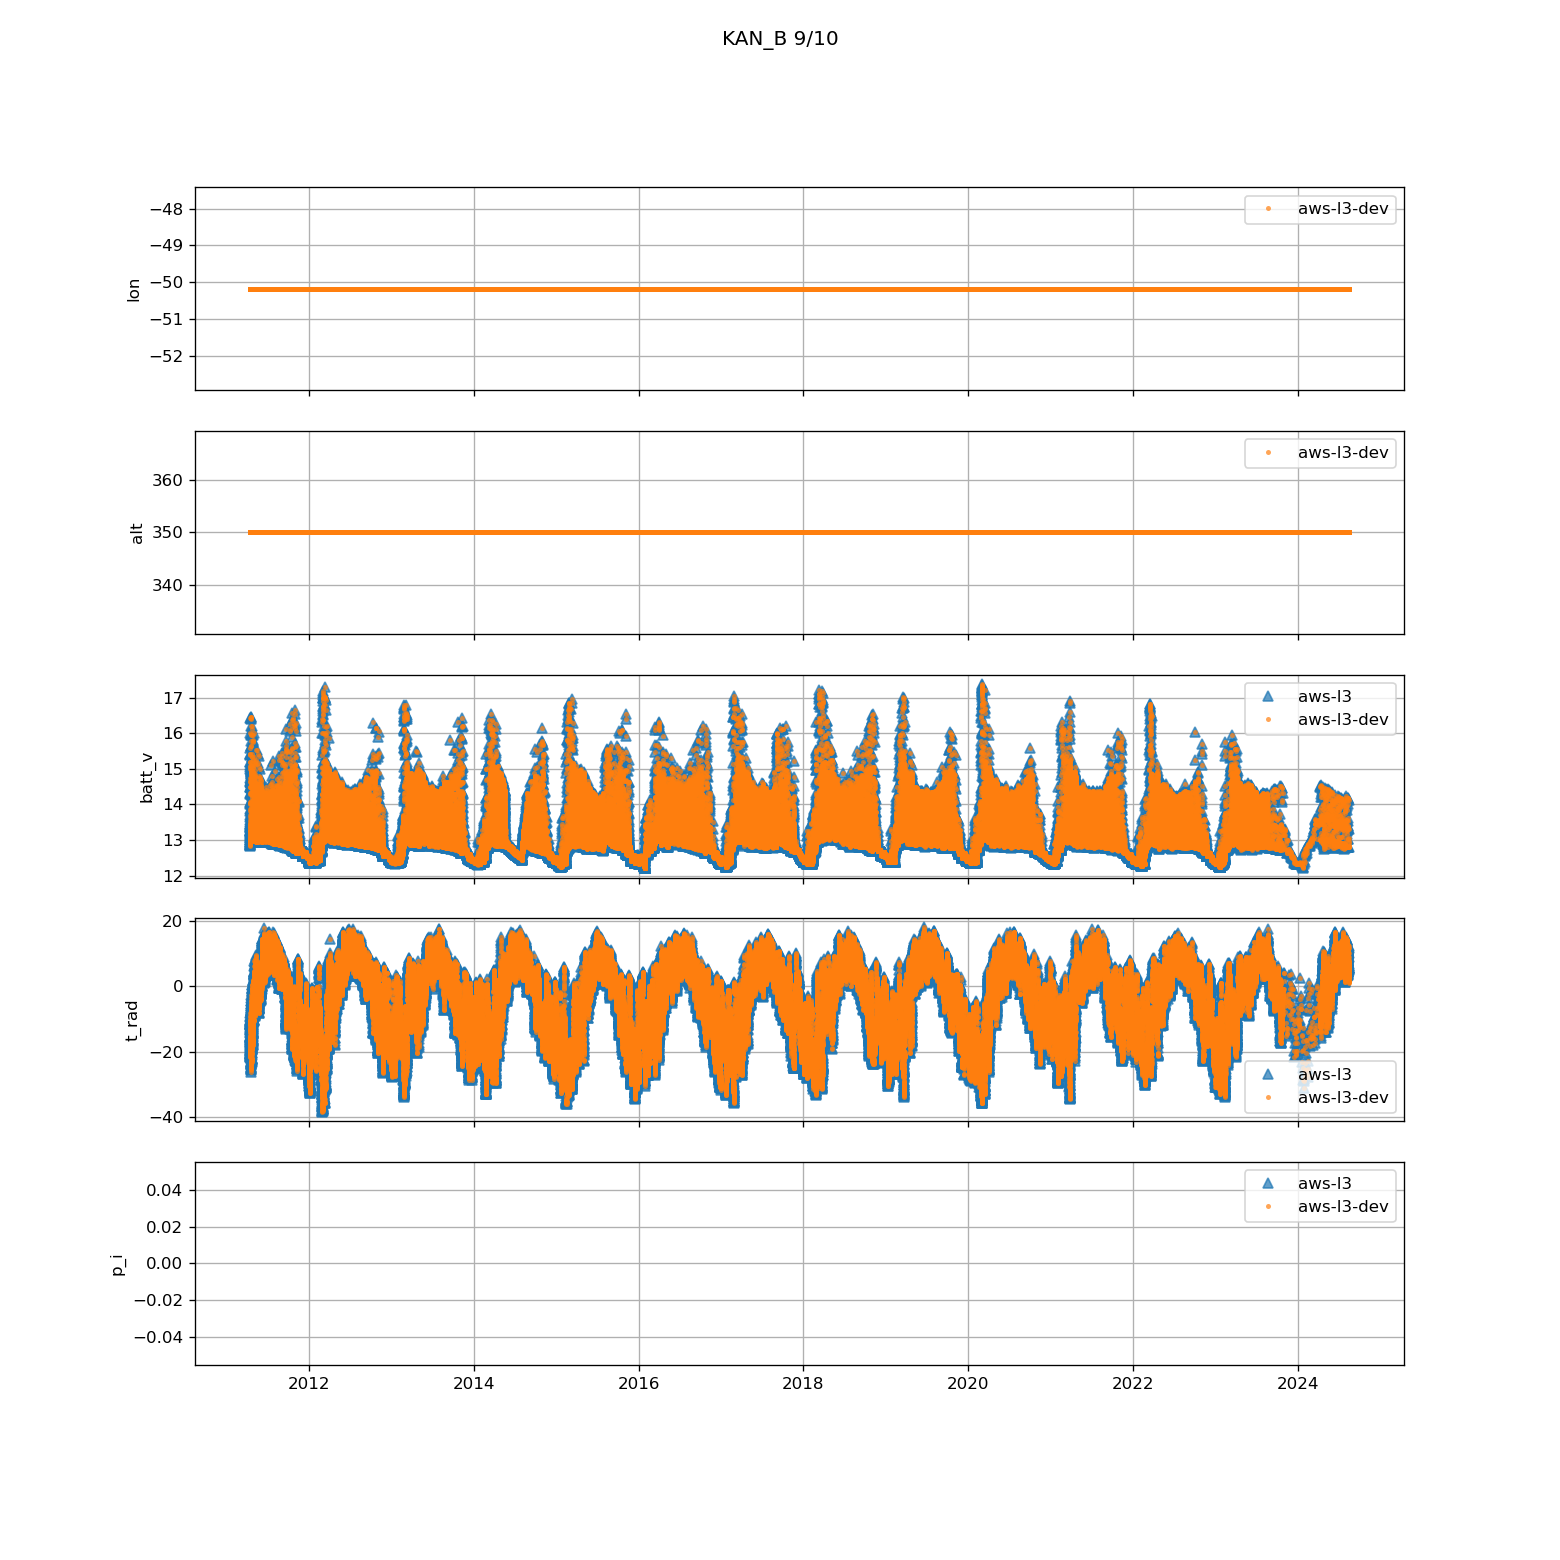 KAN_B 9/10
−48
−49
−50
−51
−52
lon
aws-l3-dev
360
350
340
alt
aws-l3-dev
17
16
15
14
13
12
batt_v
aws-l3
aws-l3-dev
20
0
−20
−40
t_rad
aws-l3
aws-l3-dev
0.04
0.02
0.00
−0.02
−0.04
p_i
aws-l3
aws-l3-dev
2012 2014 2016 2018 2020 2022 2024